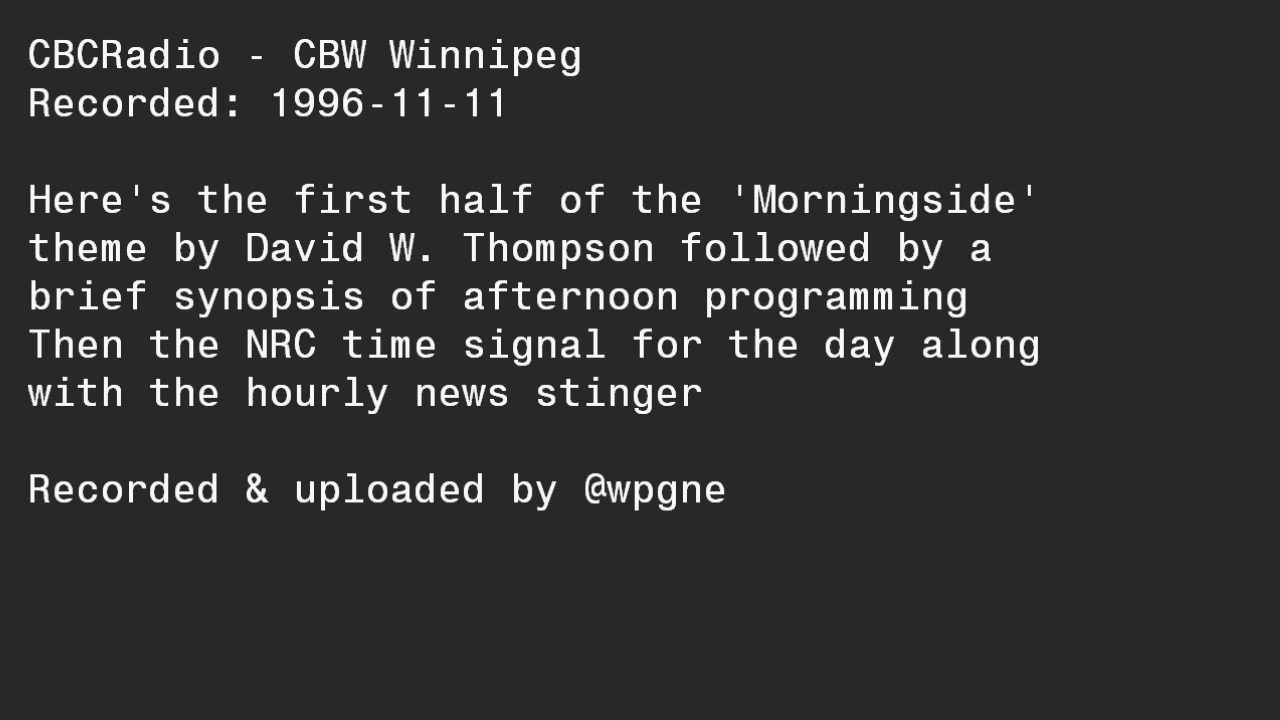 CBCRadio - CBW Winnipeg
Recorded: 1996-11-11
Here's the first half of the 'Morningside'
theme by David W. Thompson followed by a
brief synopsis of afternoon programming
Then the NRC time signal for the day along
with the hourly news stinger
Recorded & uploaded by @wpgne